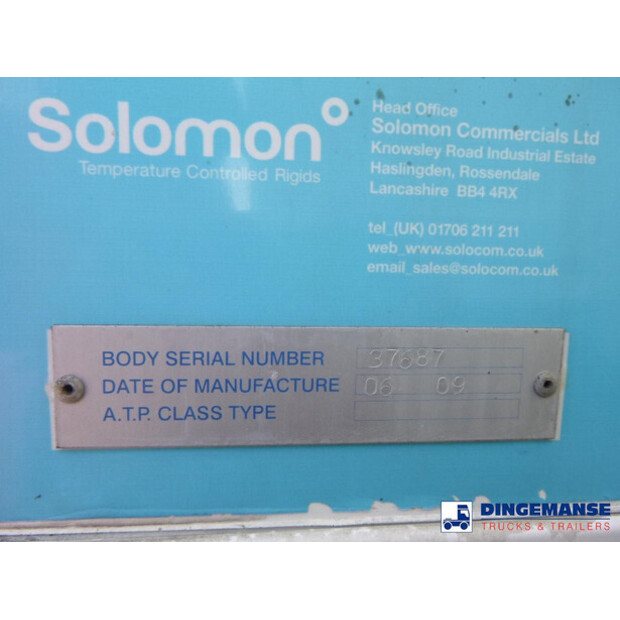 Solomon°
Temperature Controlled Rigids
Head Office
Solomon Commercials Ltd
Knowsley Road Industrial Estate
Haslingden, Rossendale
Lancashire BB4 4RX
tel_(UK) 01706 211 211
web_www.solocom.co.uk
email_sales@solocom.co.uk
BODY SERIAL NUMBER 37687
DATE OF MANUFACTURE 06 09
A.T.P. CLASS TYPE
DINGEMANSE
TRUCKS & TRAILERS